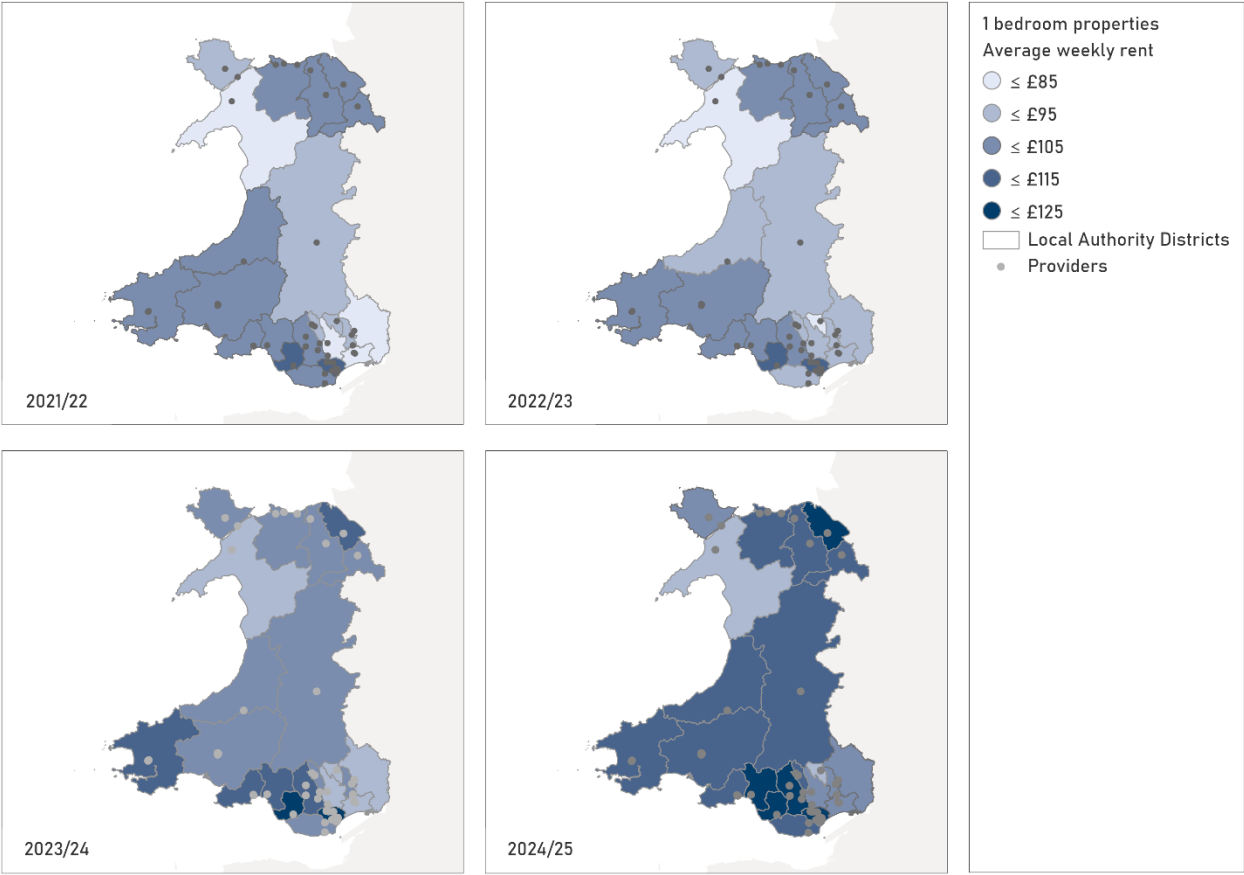 2021/22
2022/23
2023/24
2024/25
1 bedroom properties
Average weekly rent
≤ £85
≤ £95
≤ £105
≤ £115
≤ £125
Local Authority Districts
Providers